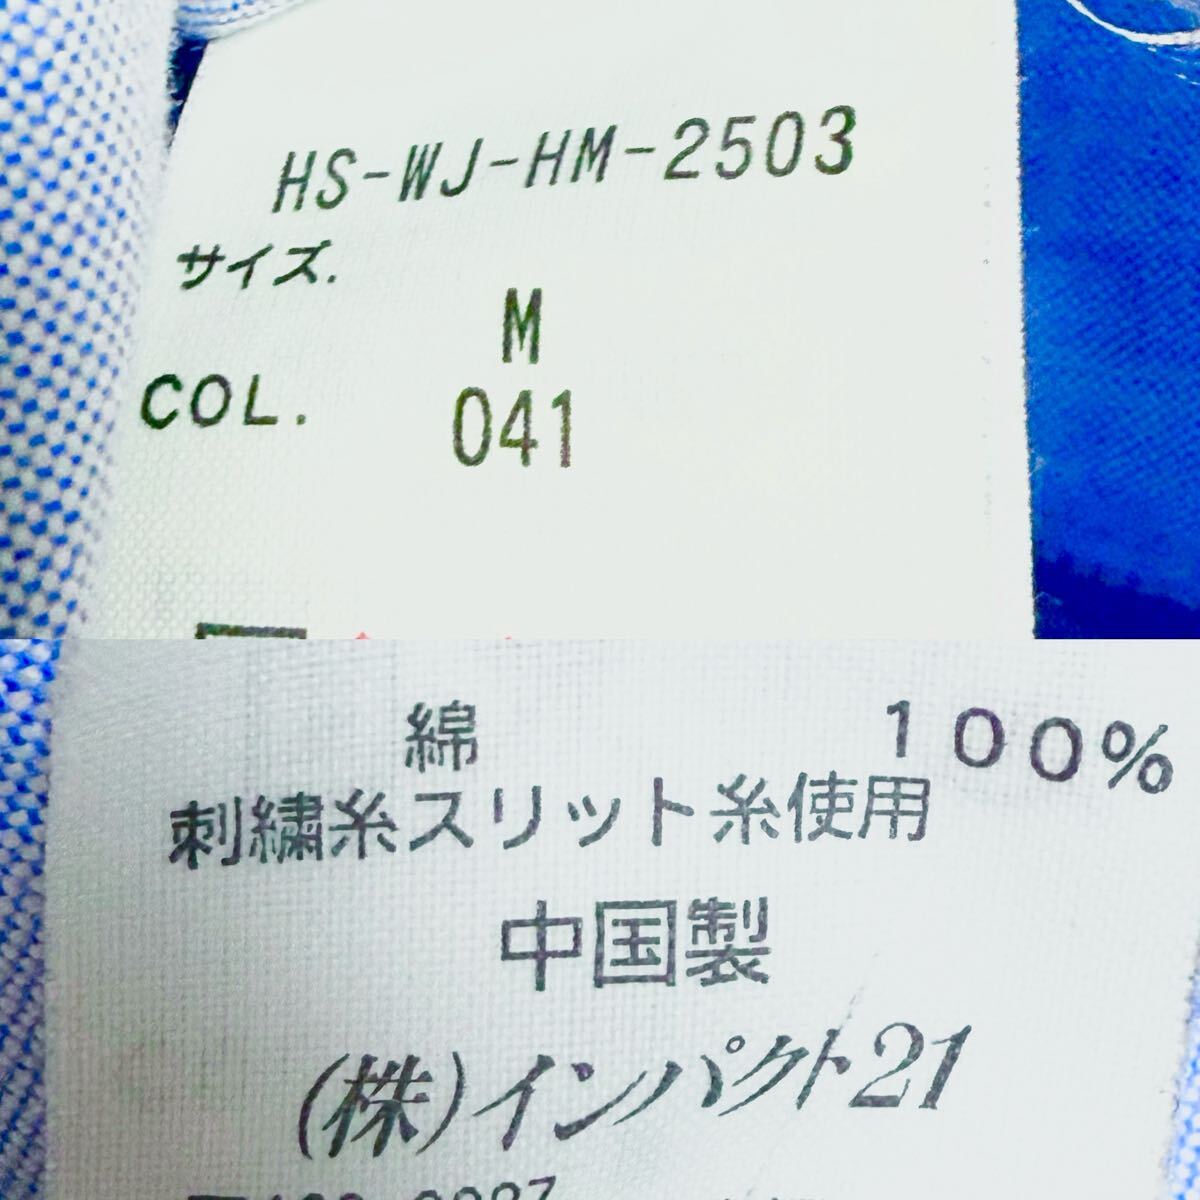 HS-WJ-HM-2503
サイズ.
M
COL. 041
綿 100%
刺繍糸スリット糸使用
中国製
(株)インパクト21